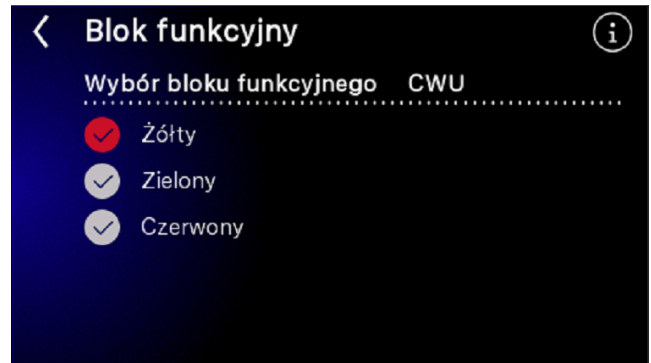 Blok funkcyjny
i
Wybór bloku funkcyjnego CWU
Żółty
Zielony
Czerwony